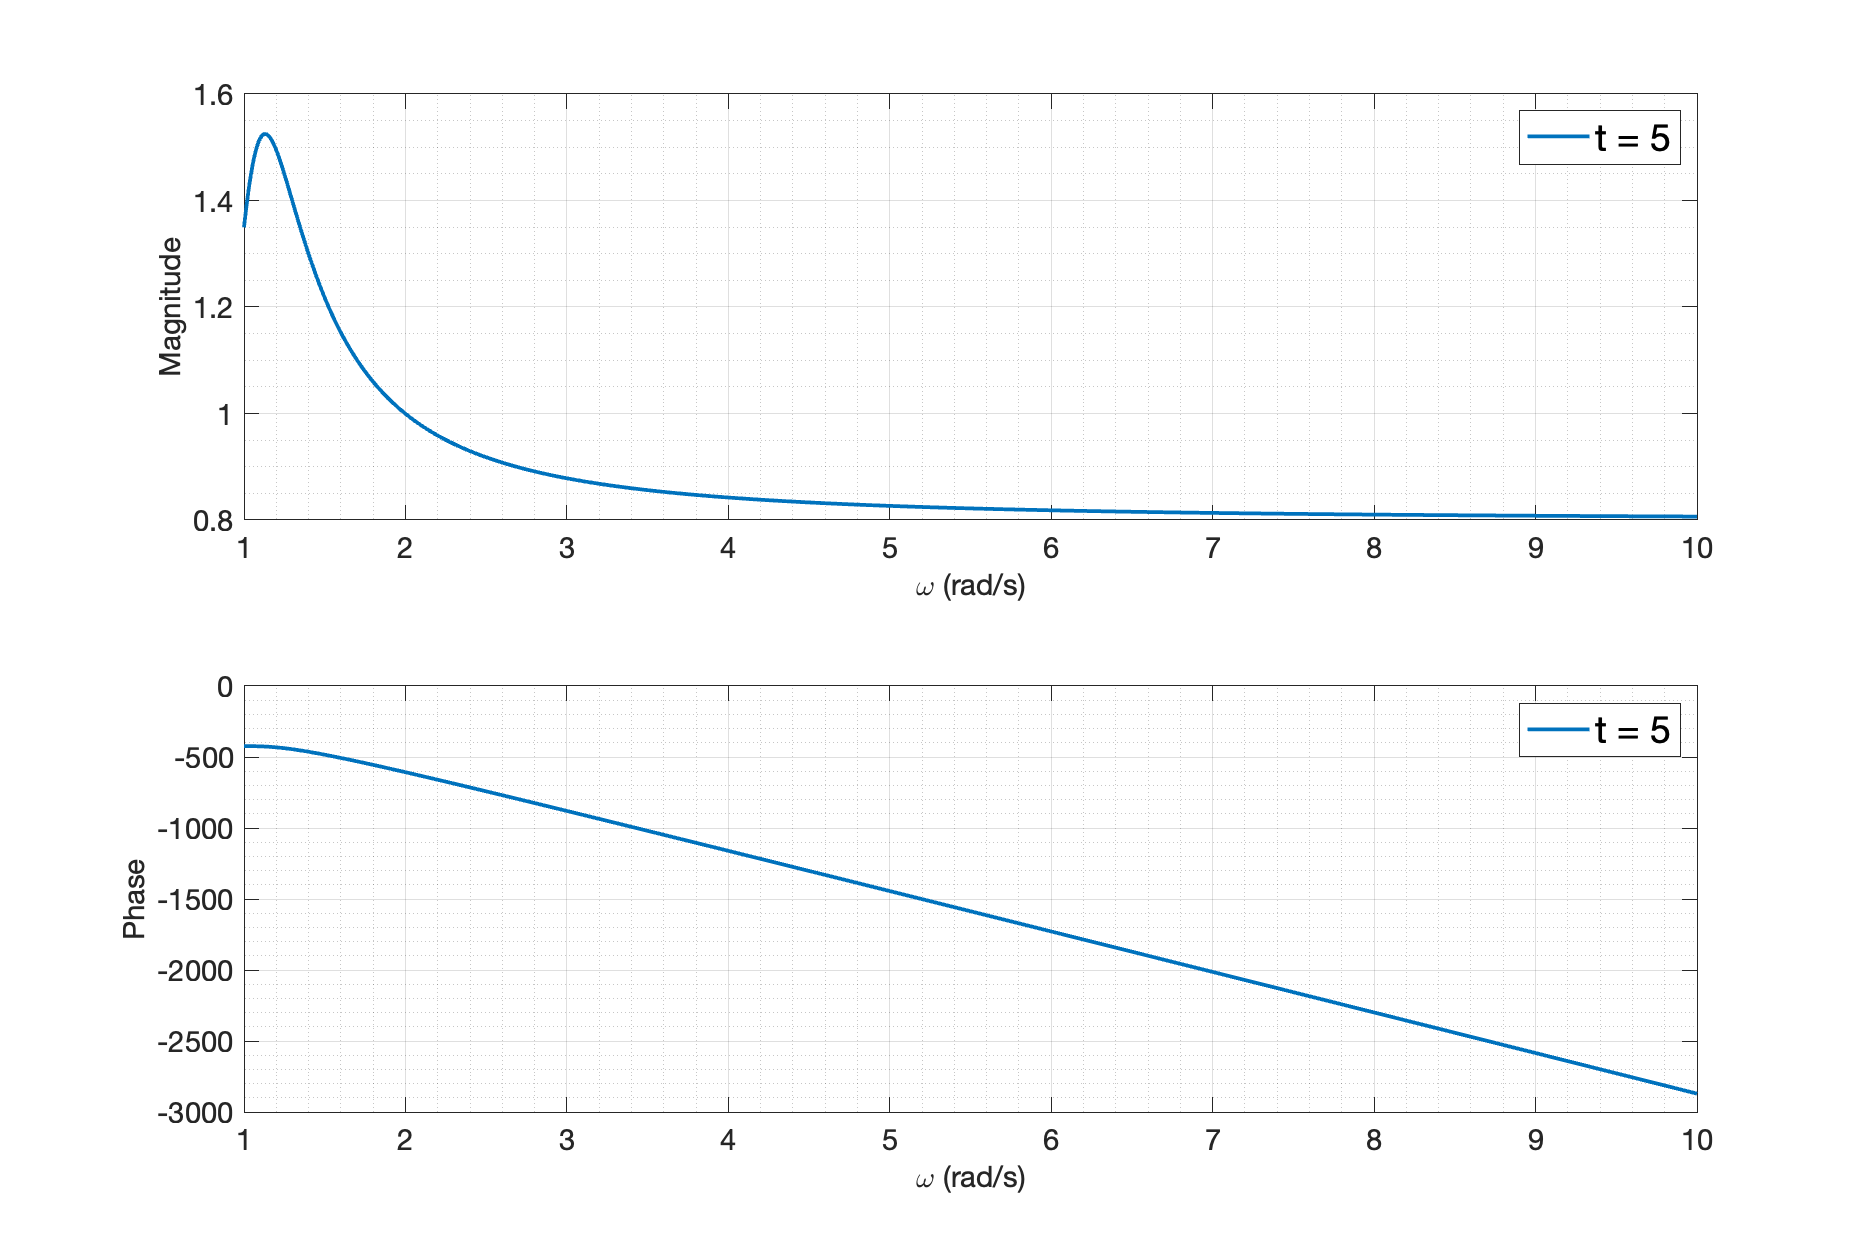 1.6
1.4
1.2
1
0.8
Magnitude
t = 5
1 2 3 4 5 6 7 8 9 10
ω (rad/s)
0
-500
-1000
-1500
-2000
-2500
-3000
Phase
t = 5
1 2 3 4 5 6 7 8 9 10
ω (rad/s)